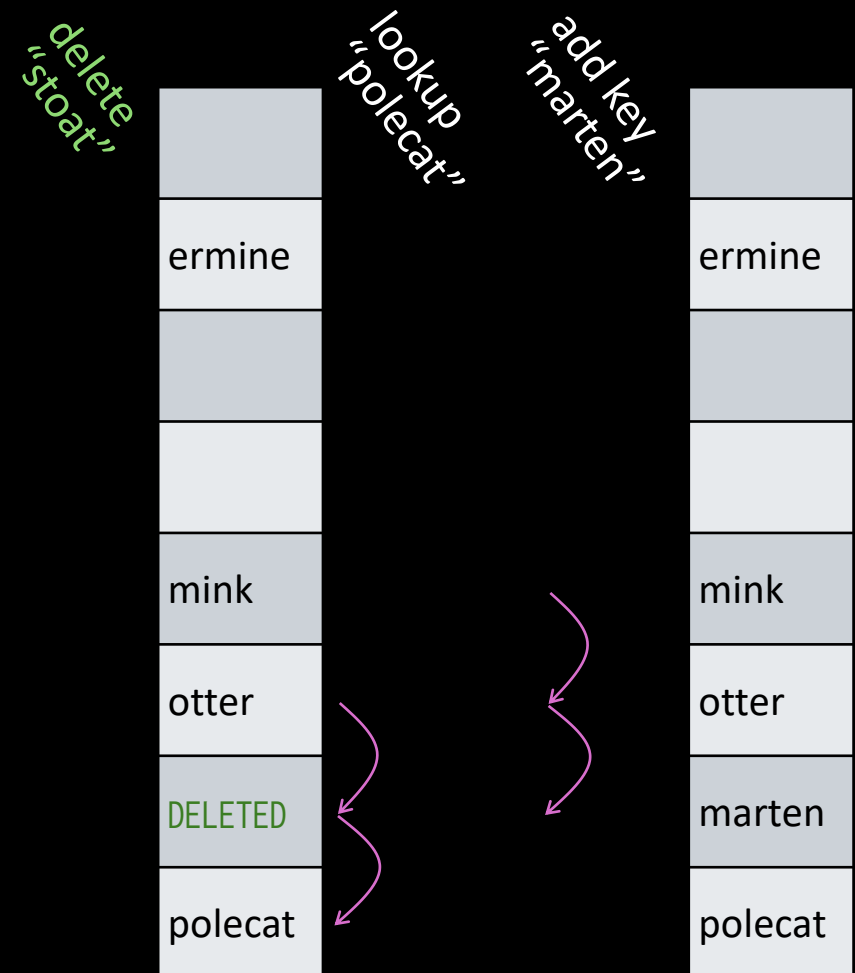 delete
“stoat”
lookup
“polecat”
add key
“marten”
ermine
mink
otter
DELETED
polecat
ermine
mink
otter
marten
polecat